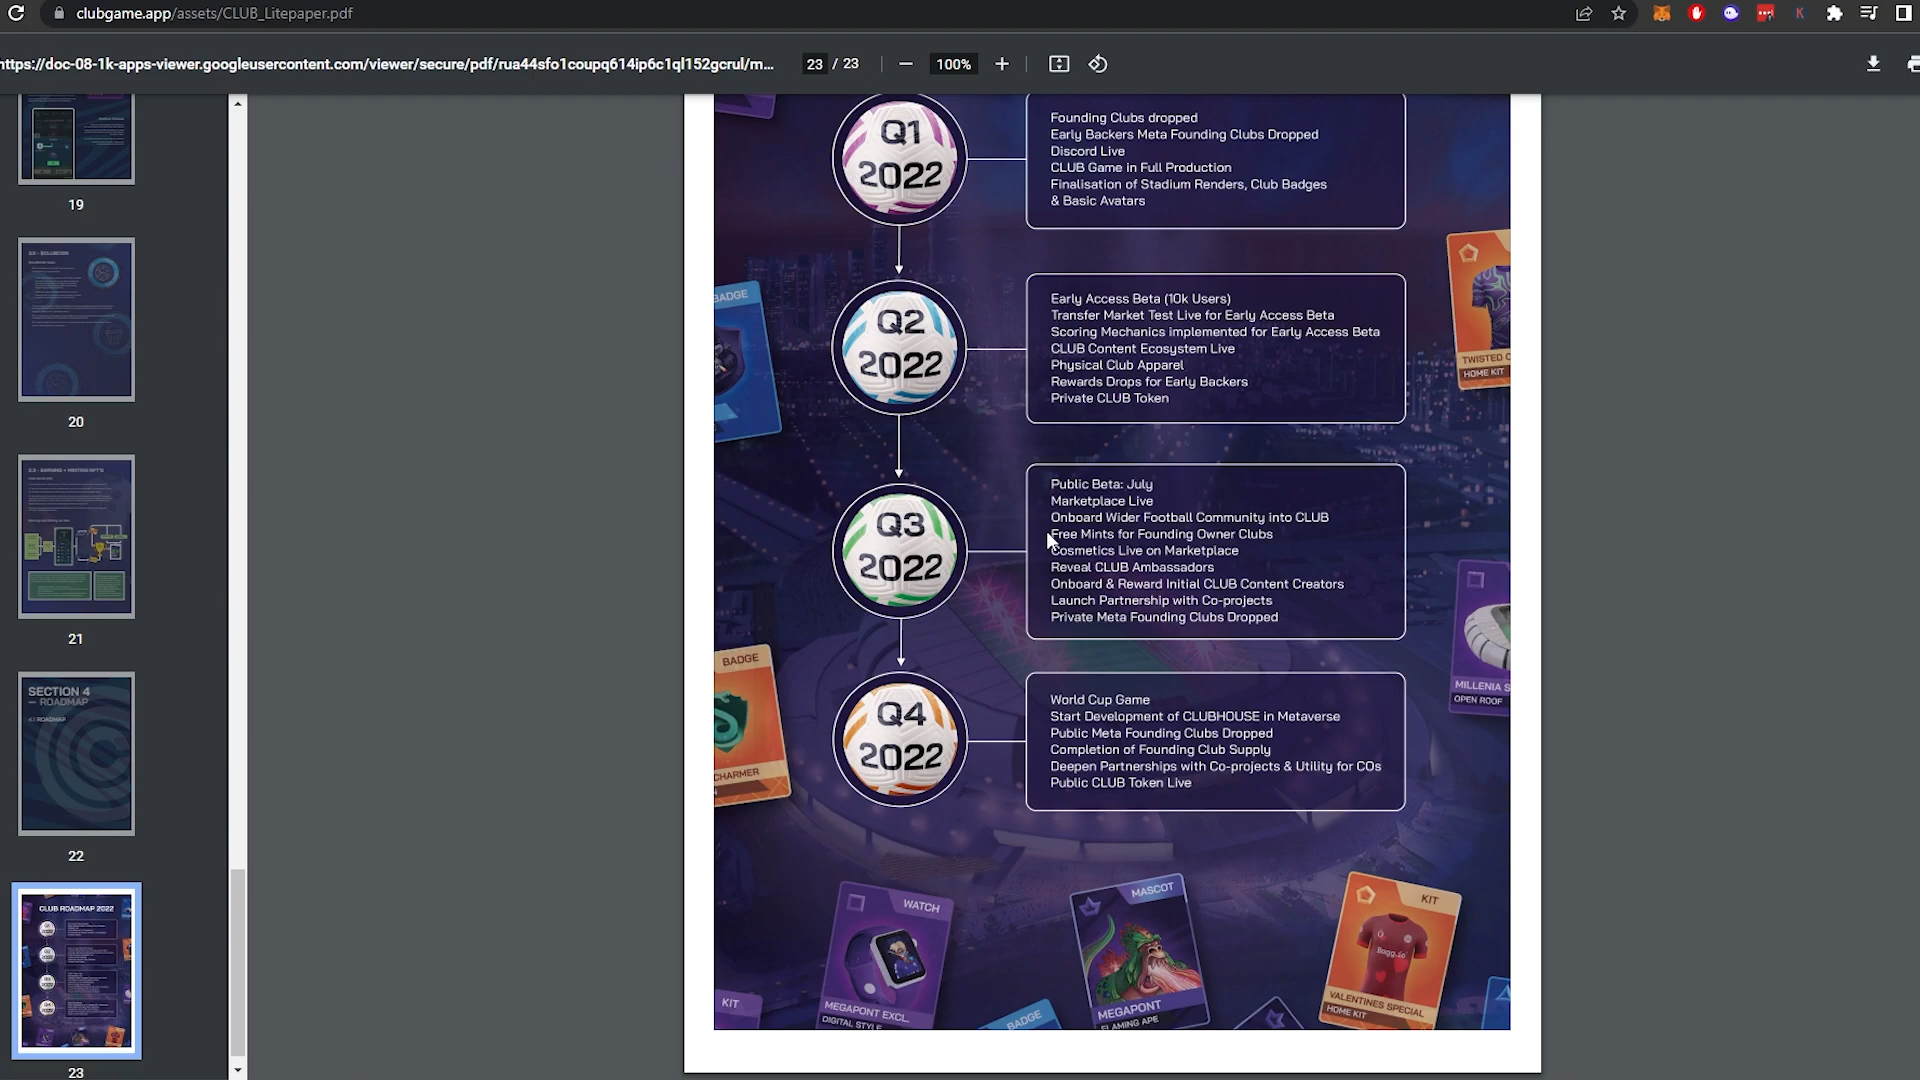 clubgame.app/assets/CLUB_Litepaper.pdf
https://doc-08-1k-apps-viewer.googleusercontent.com/viewer/secure/pdf/rua44sfo1coupq614ip6c1ql152gcrul/m...
23 / 23
100%
19
20
21
SECTION 4
– ROADMAP
4.1 ROADMAP
22
CLUB ROADMAP 2022
23
Q1
2022
Founding Clubs dropped
Early Backers Meta Founding Clubs Dropped
Discord Live
CLUB Game in Full Production
Finalisation of Stadium Renders, Club Badges
& Basic Avatars
Q2
2022
Early Access Beta (10k Users)
Transfer Market Test Live for Early Access Beta
Scoring Mechanics implemented for Early Access Beta
CLUB Content Ecosystem Live
Physical Club Apparel
Rewards Drops for Early Backers
Private CLUB Token
Q3
2022
Public Beta: July
Marketplace Live
Onboard Wider Football Community into CLUB
Free Mints for Founding Owner Clubs
Cosmetics Live on Marketplace
Reveal CLUB Ambassadors
Onboard & Reward Initial CLUB Content Creators
Launch Partnership with Co-projects
Private Meta Founding Clubs Dropped
Q4
2022
World Cup Game
Start Development of CLUBHOUSE in Metaverse
Public Meta Founding Clubs Dropped
Completion of Founding Club Supply
Deepen Partnerships with Co-projects & Utility for COs
Public CLUB Token Live
BADGE
TWISTED
HOME KIT
BADGE
CHARMER
MILLENIA S
OPEN ROOF
WATCH
MEGAPONT EXCL.
DIGITAL STYLE
MASCOT
MEGAPONT
FLAMING APE
KIT
Bagg.io
VALENTINES SPECIAL
HOME KIT
KIT
BADGE